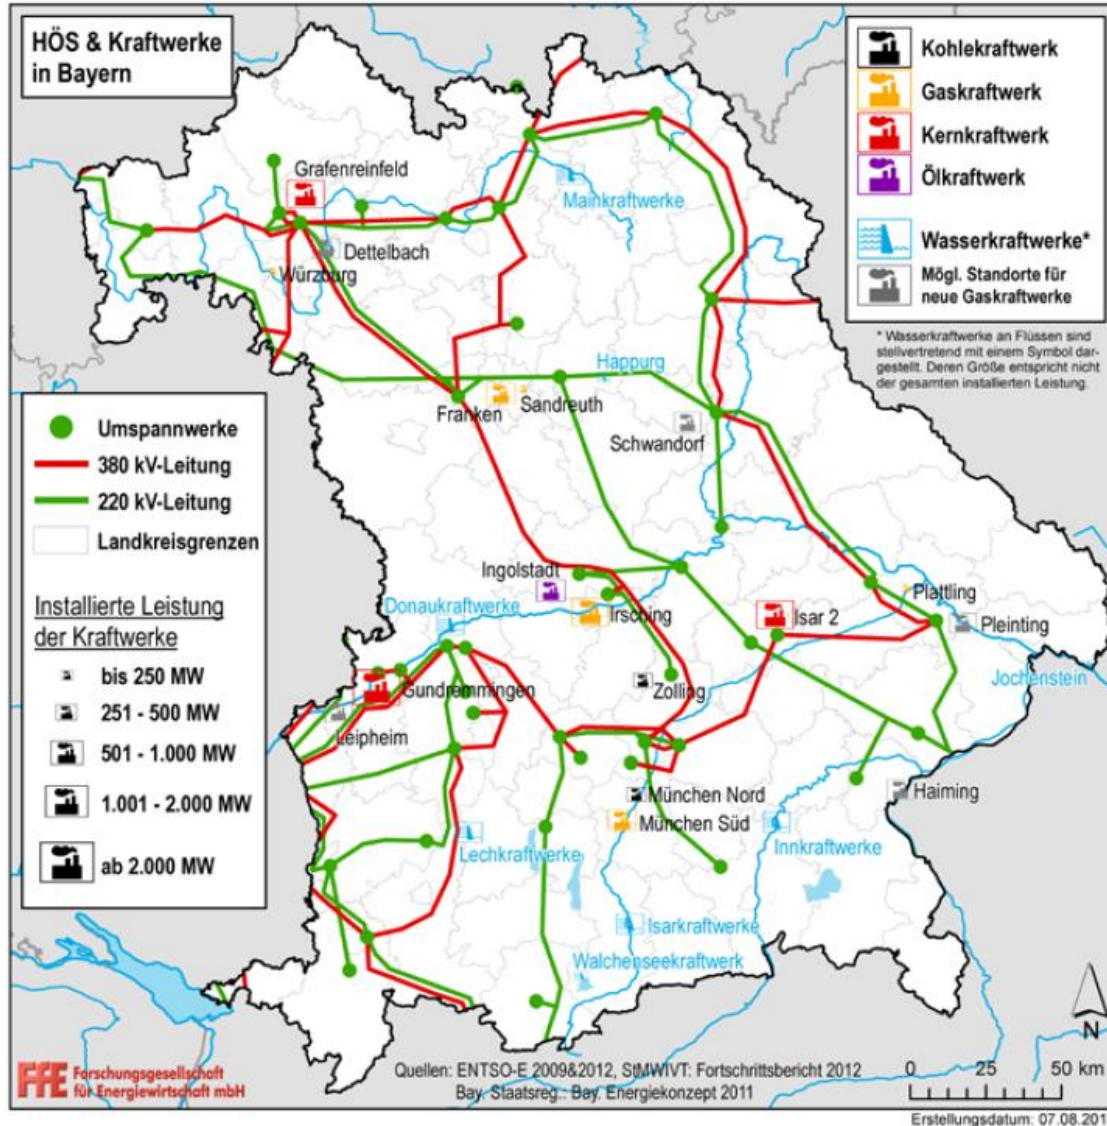 HÖS & Kraftwerke
in Bayern
Kohlekraftwerk
Gaskraftwerk
Kernkraftwerk
Ölkraftwerk
Wasserkraftwerke*
Mögl. Standorte für
neue Gaskraftwerke
* Wasserkraftwerke an Flüssen sind
stellvertretend mit einem Symbol dar-
gestellt. Deren Größe entspricht nicht
der gesamten installierten Leistung.
Grafenreinfeld
Mainkraftwerke
Dettelbach
Würzburg
Happurg
Franken
Sandreuth
Schwandorf
Umspannwerke
380 kV-Leitung
220 kV-Leitung
Landkreisgrenzen
Installierte Leistung
der Kraftwerke
bis 250 MW
251 - 500 MW
501 - 1.000 MW
1.001 - 2.000 MW
ab 2.000 MW
Ingolstadt
Donaukraftwerke
Irsching
Isar 2
Plattling
Pleinting
Jochenstein
Gundremmingen
Zolling
Leipheim
München Nord
Haiming
München Süd
Lechkraftwerke
Innkraftwerke
Isarkraftwerke
Walchenseekraftwerk
N
FfE Forschungsgesellschaft
für Energiewirtschaft mbH
Quellen: ENTSO-E 2009&2012, StMWIVT: Fortschrittsbericht 2012
Bay. Staatsreg.: Bay. Energiekonzept 2011
0 25 50 km
Erstellungsdatum: 07.08.201